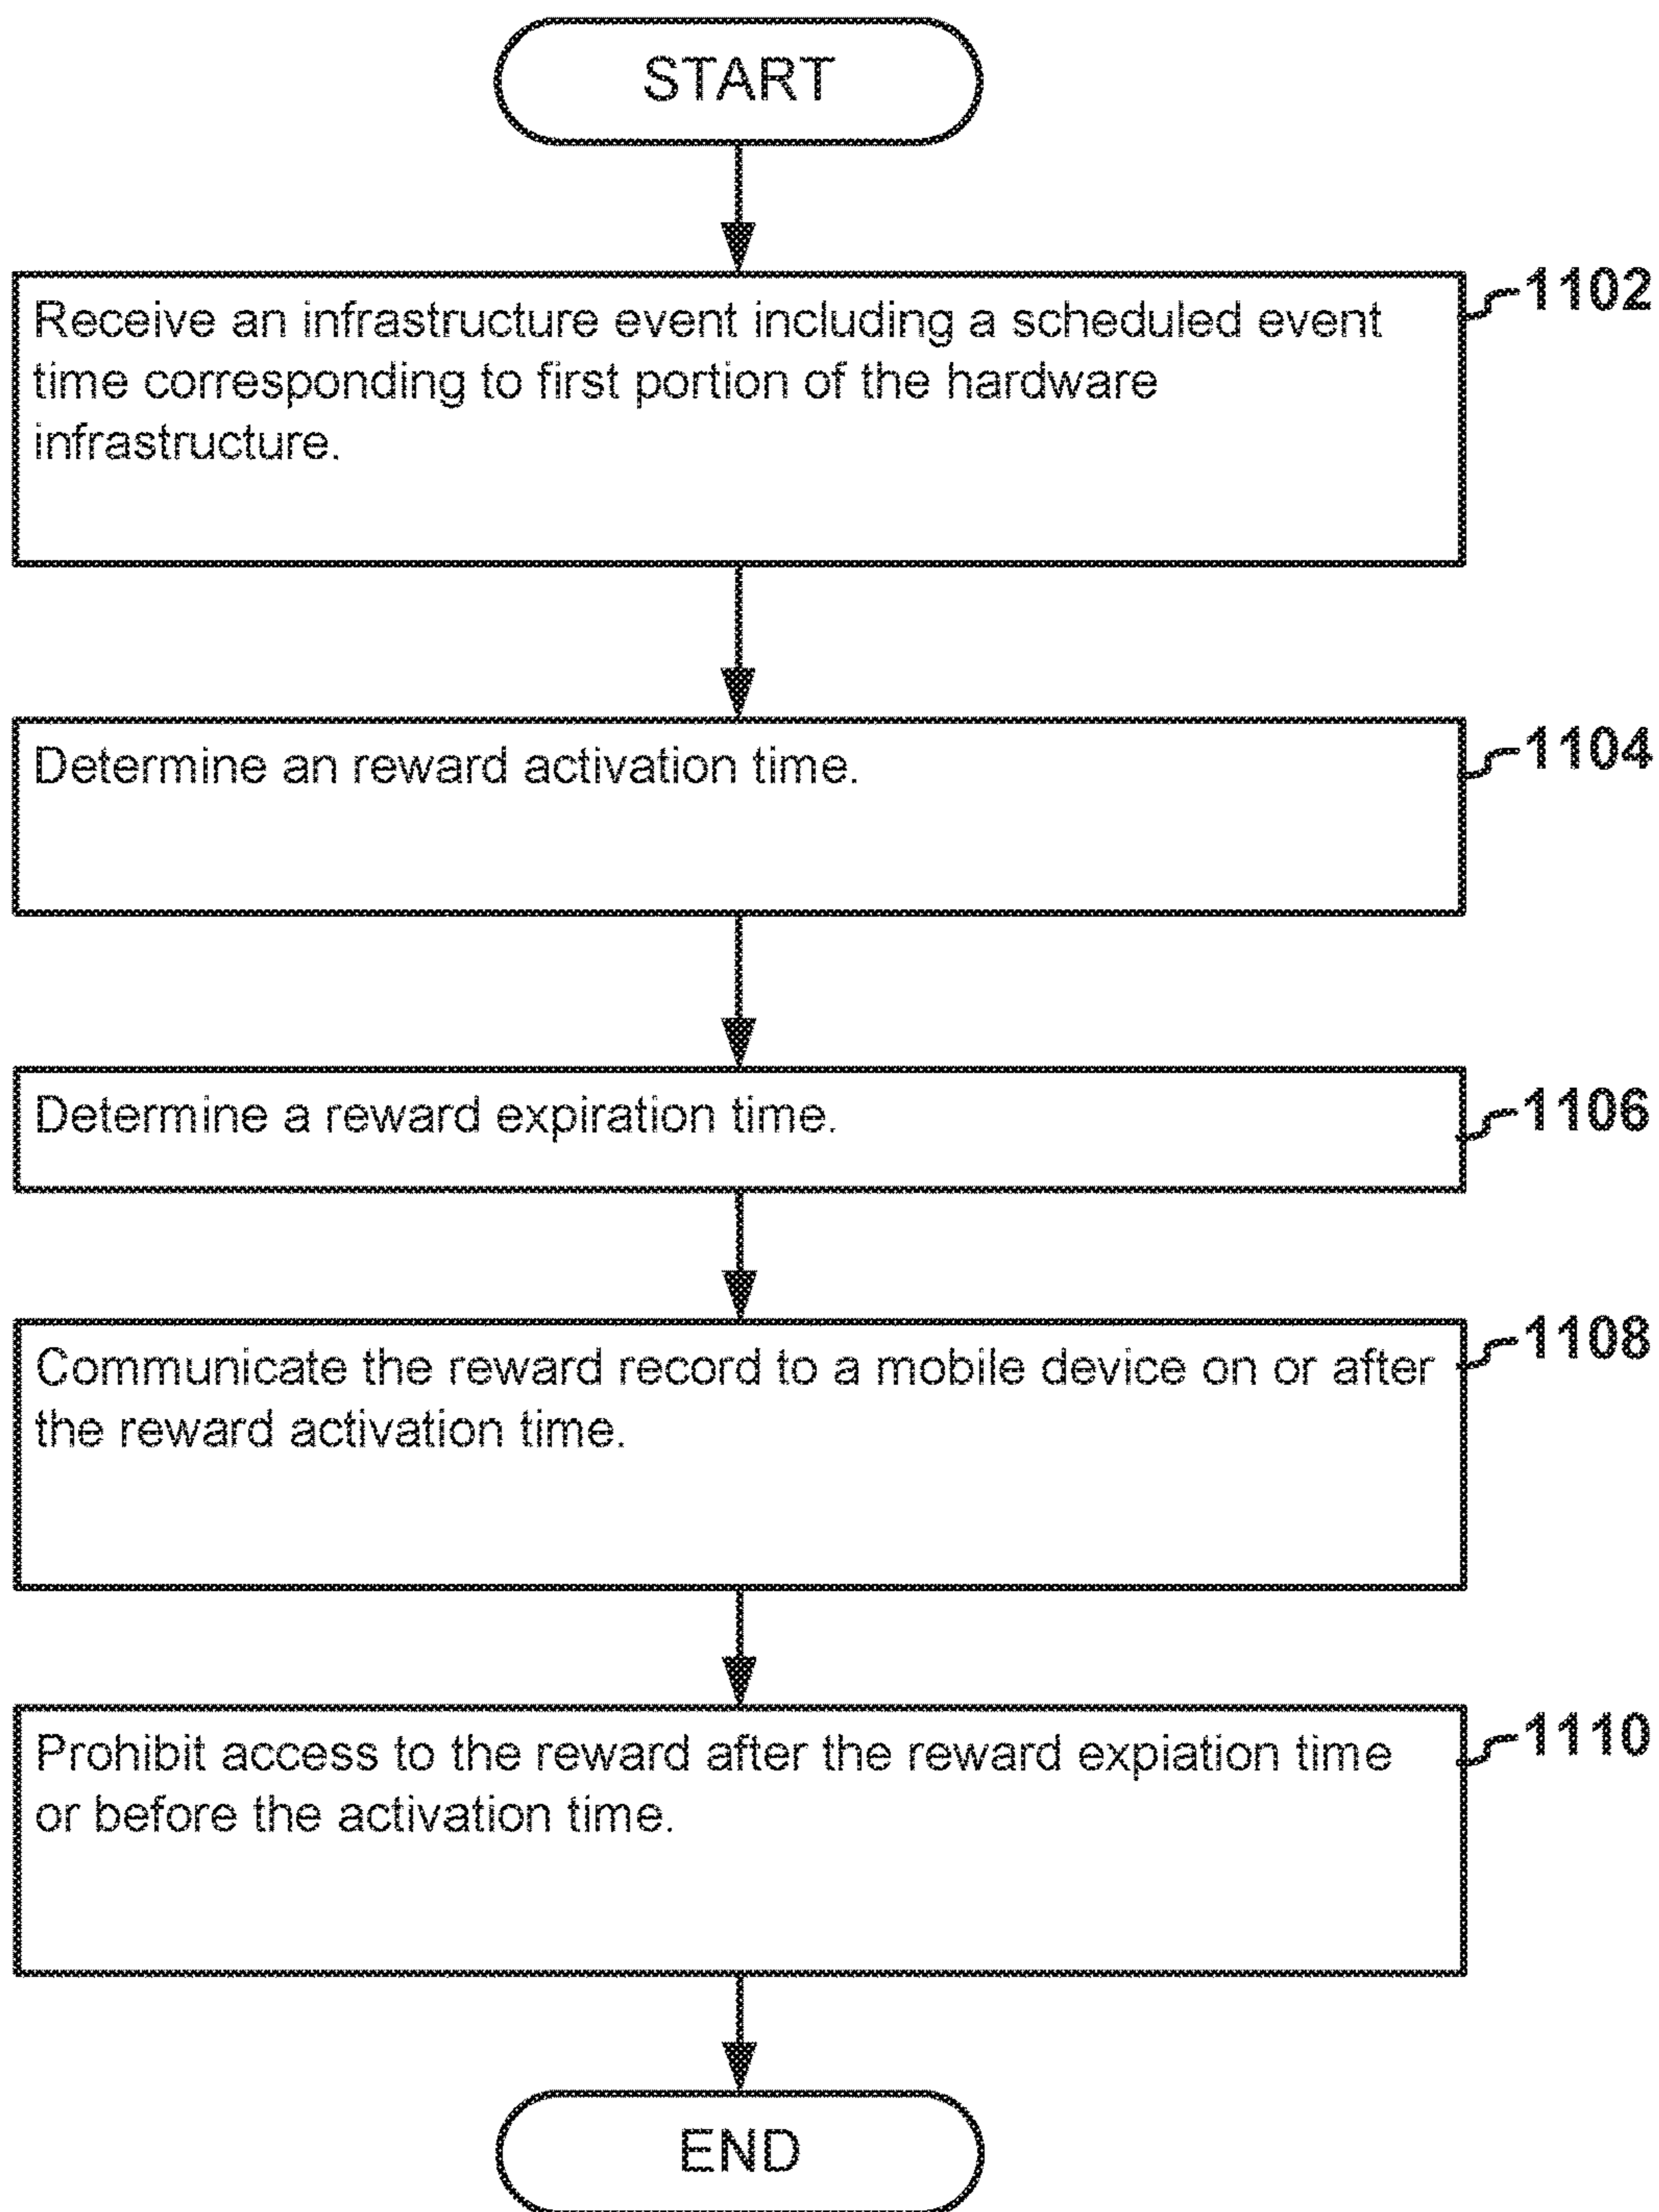 START
Receive an infrastructure event including a scheduled event
time corresponding to first portion of the hardware
infrastructure.
1102
Determine an reward activation time.
1104
Determine a reward expiration time.
1106
Communicate the reward record to a mobile device on or after
the reward activation time.
1108
Prohibit access to the reward after the reward expiation time
or before the activation time.
1110
END